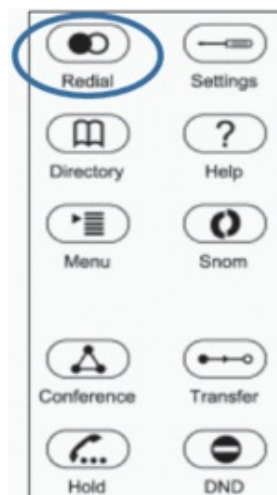 Redial Settings
Directory ? Help
Menu Snom
Conference Transfer
Hold DND